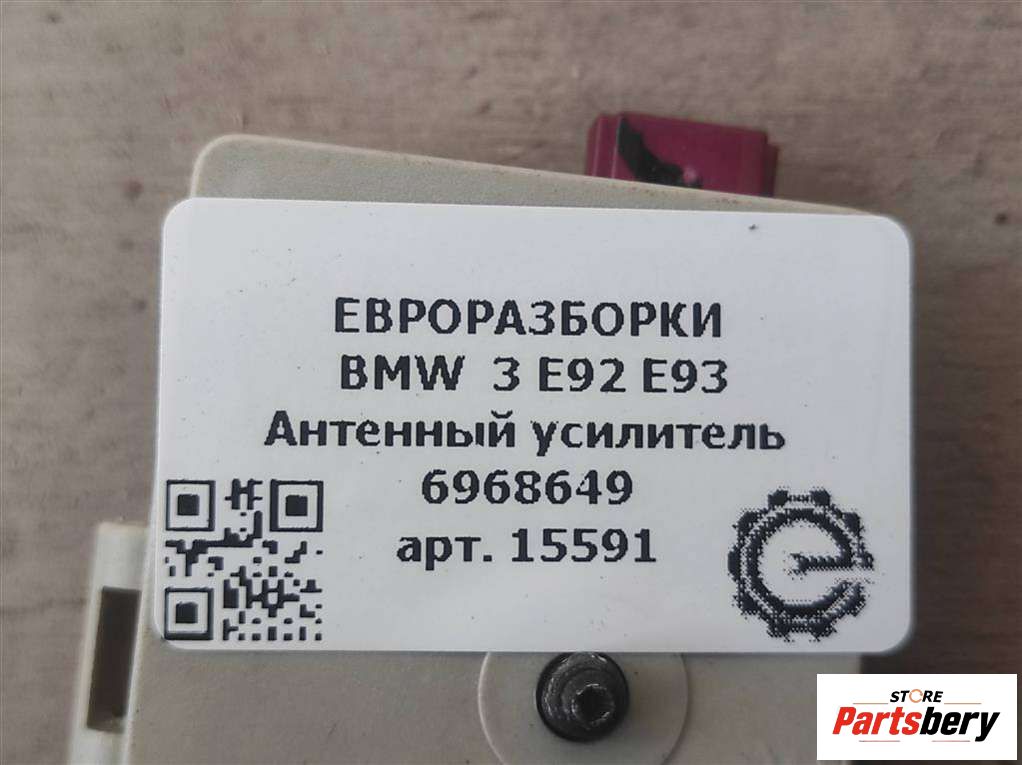 ЕВРОРАЗБОРКИ
BMW 3 E92 E93
Антенный усилитель
6968649
арт. 15591
STORE
Partsbery